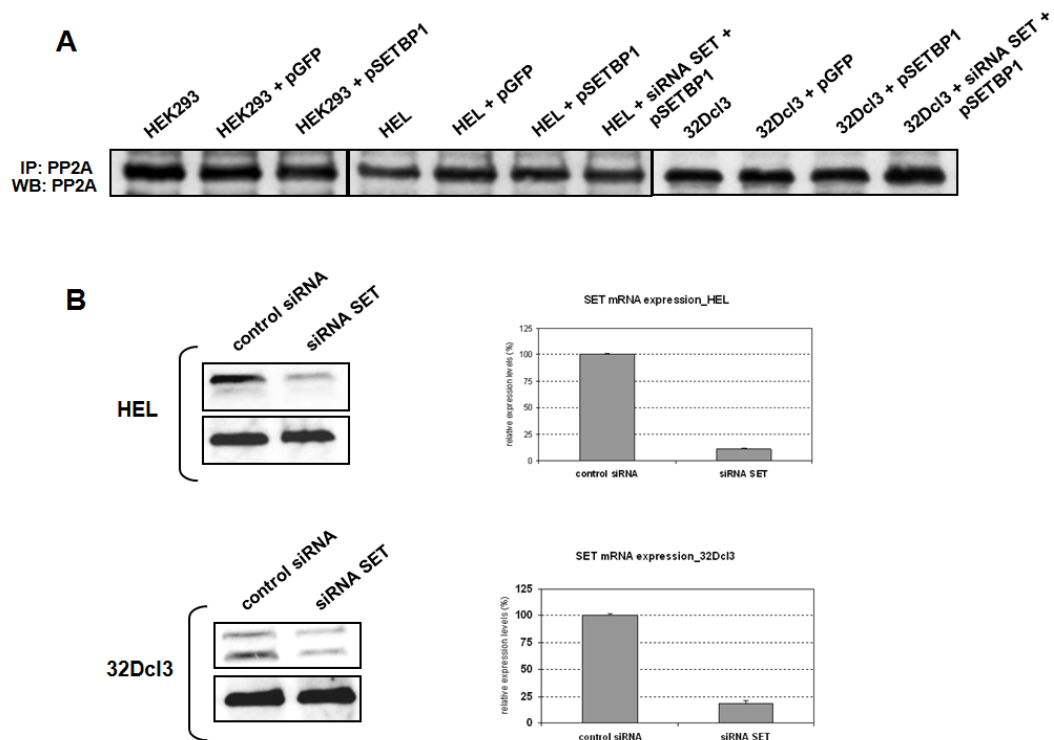 A
HEK293
HEK293 + pGFP
HEK293 + pSETBP1
HEL
HEL + pGFP
HEL + pSETBP1
HEL + siRNA SET +
pSETBP1
32Dcl3
32Dcl3 + pGFP
32Dcl3 + pSETBP1
32Dcl3 + siRNA SET +
pSETBP1
IP: PP2A
WB: PP2A
B
control siRNA
siRNA SET
HEL
SET mRNA expression_HEL
relative expression levels (%)
125
100
75
50
25
0
control siRNA
siRNA SET
control siRNA
siRNA SET
32Dcl3
SET mRNA expression_32Dcl3
relative expression levels (%)
125
100
75
50
25
0
control siRNA
siRNA SET